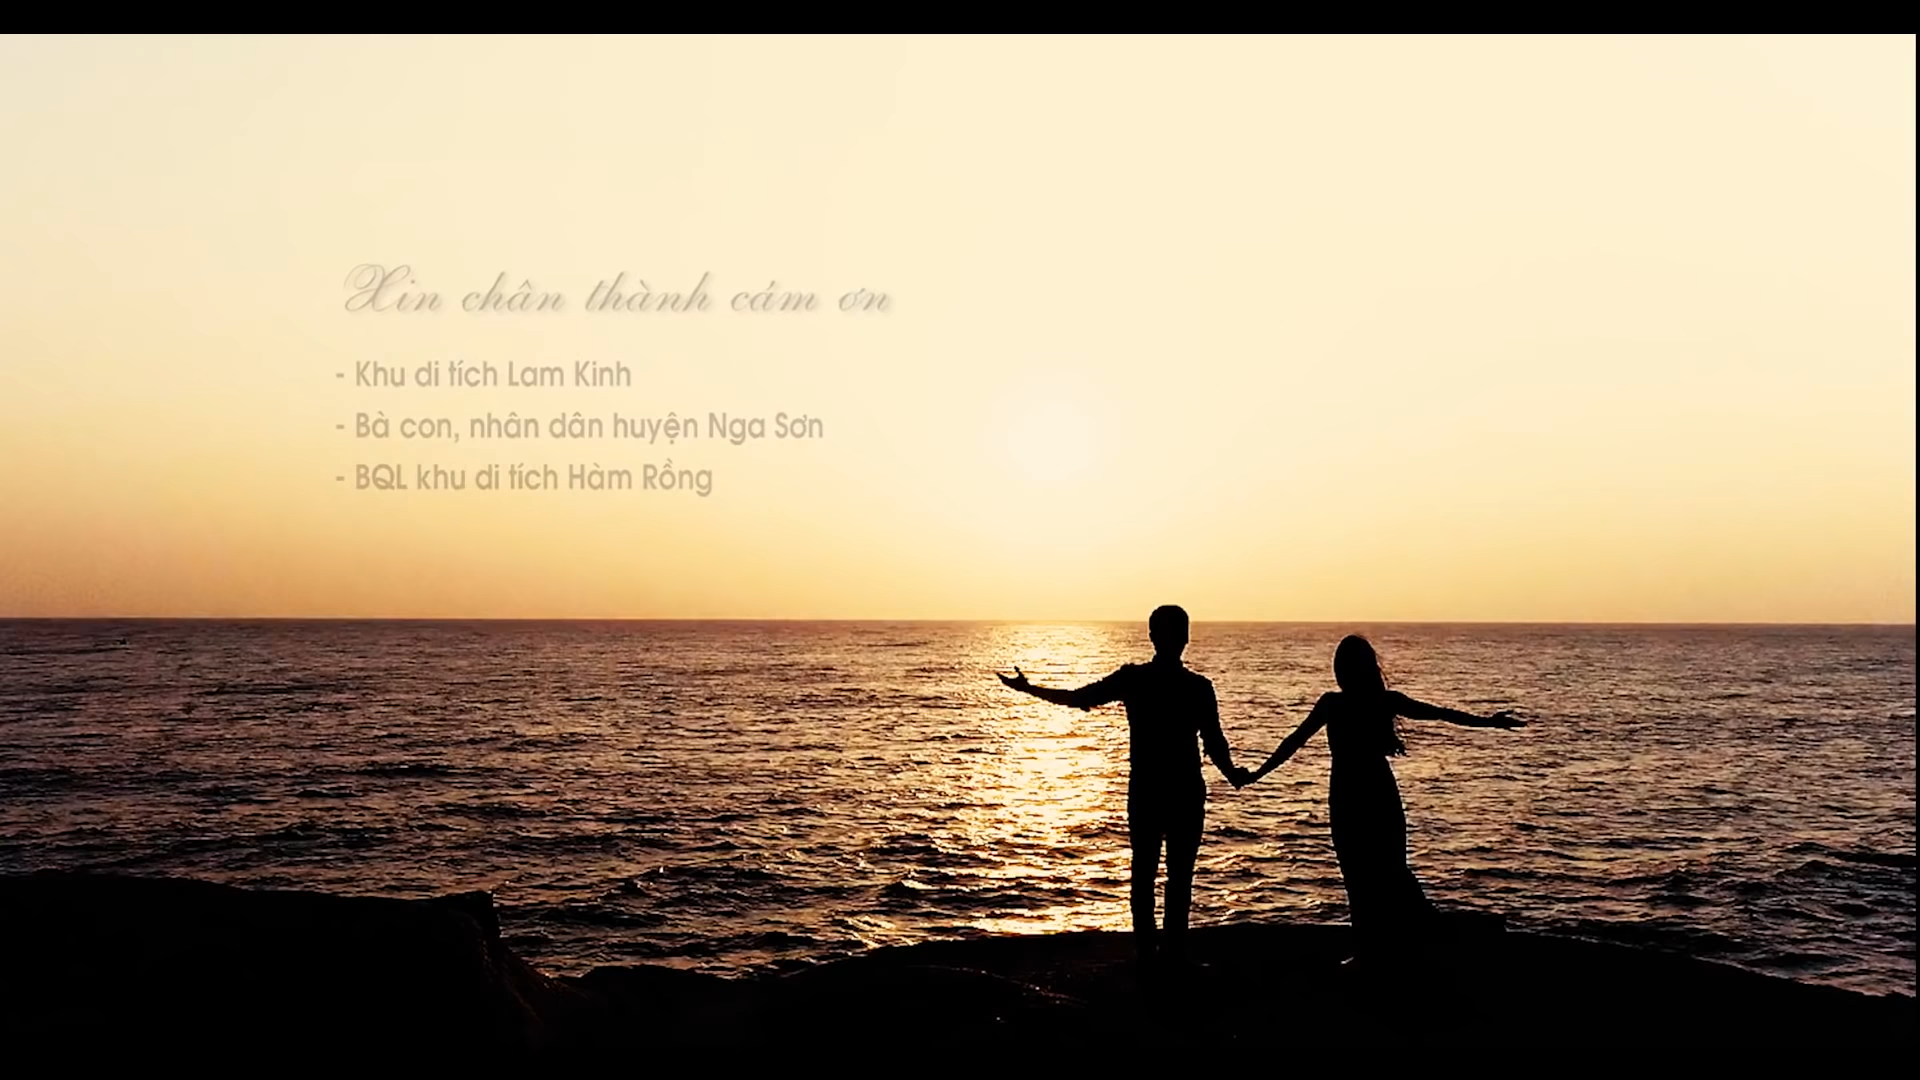 Xin chân thành cám ơn
- Khu di tích Lam Kinh
- Bà con, nhân dân huyện Nga Sơn
- BQL khu di tích Hàm Rồng